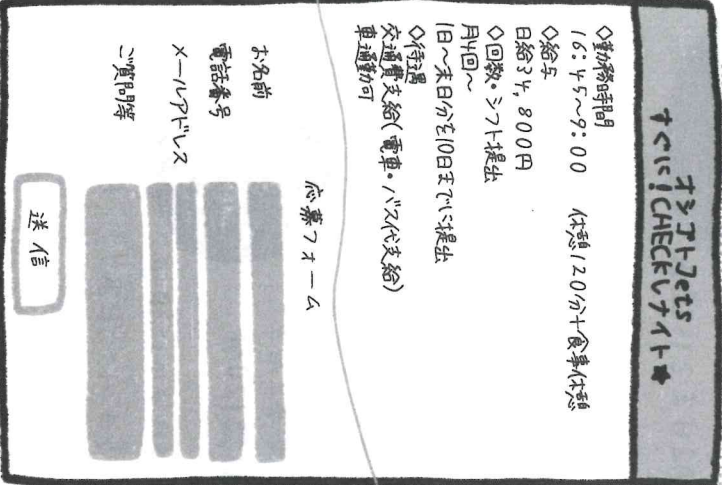 オシゴトJets
すぐに!CHECKしナイト★
◇勤務時間
16:45~9:00 休憩120分+食事休憩
◇給与
日給34,800円
◇回数・シフト提出
月4回~
1日~末日分を10日までに提出
◇待遇
交通費支給(電車・バス代支給)
車通勤可
応募フォーム
お名前
電話番号
メールアドレス
ご質問等
送信